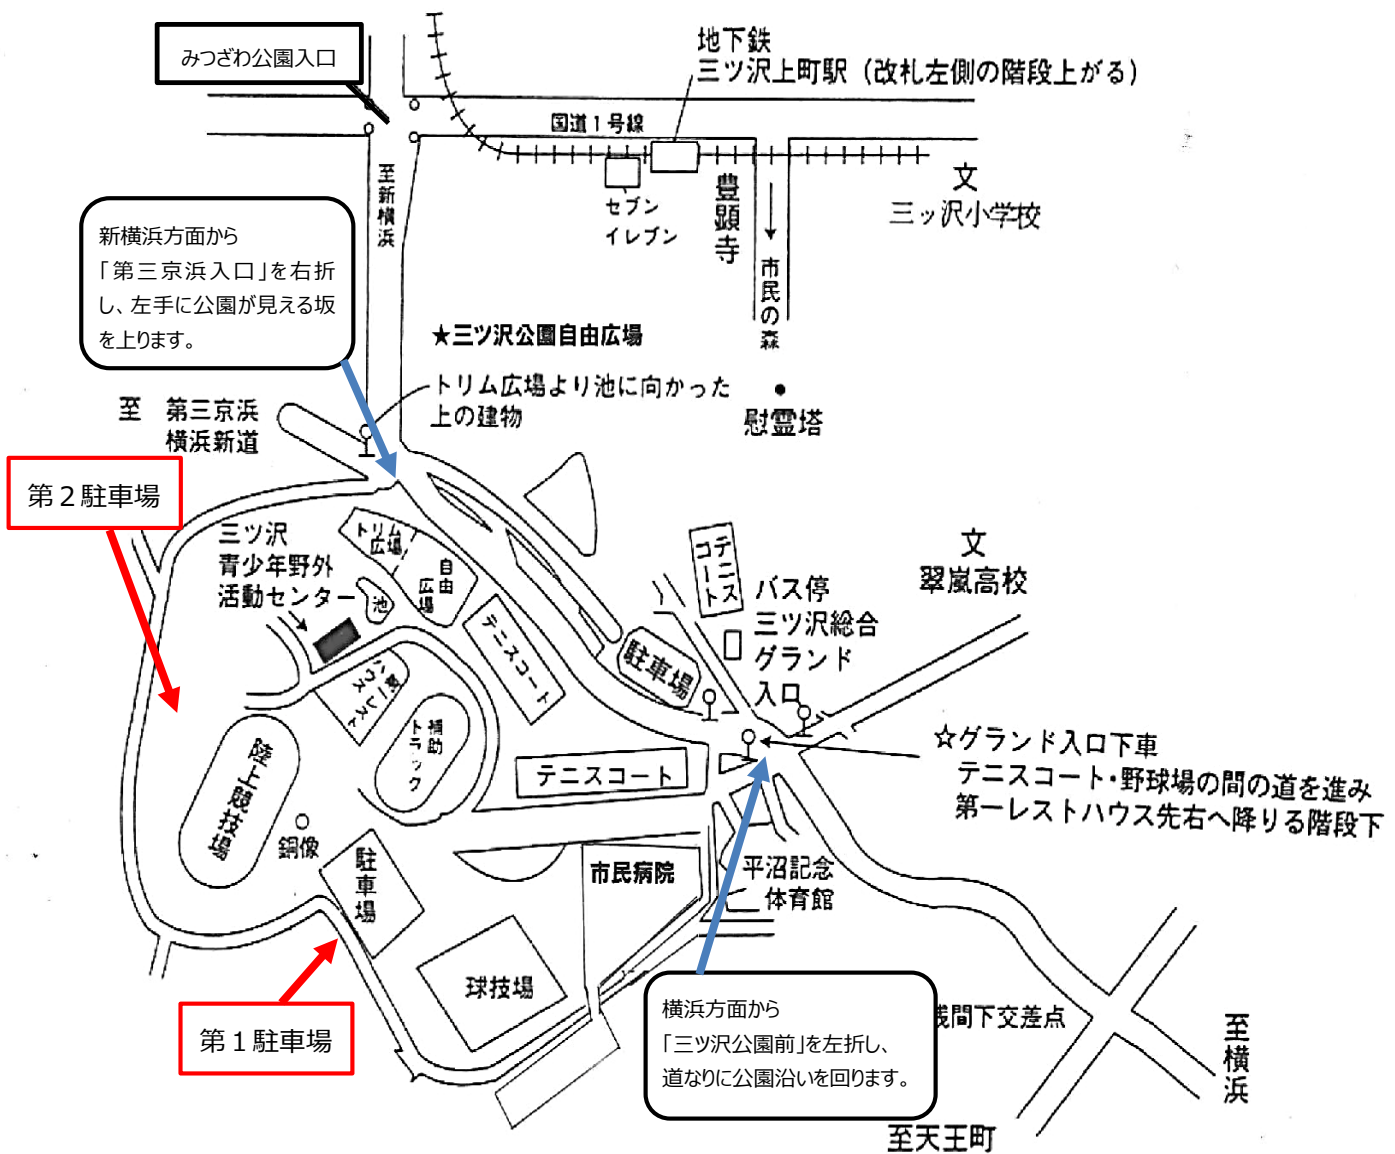 みつざわ公園入口
地下鉄
三ツ沢上町駅（改札左側の階段上がる）
国道1号線
至新横浜
セブン
イレブン
豊顕寺
市民の森
文
三ッ沢小学校
新横浜方面から
「第三京浜入口」を右折
し、左手に公園が見える坂
を上ります。
★三ツ沢公園自由広場
トリム広場より池に向かった
上の建物
慰霊塔
至 第三京浜
横浜新道
第２駐車場
三ツ沢
青少年野外
活動センター
トリム
広場
自由
広場
池
テニスコート
テニス
コート
バス停
三ツ沢総合
グランド
入口
文
翠嵐高校
駐車場
第一レスト
ハウス
補助
トラック
陸上競技場
テニスコート
☆グランド入口下車
テニスコート・野球場の間の道を進み
第一レストハウス先右へ降りる階段下
銅像
駐車場
市民病院
平沼記念
体育館
球技場
第１駐車場
横浜方面から
「三ツ沢公園前」を左折し、
道なりに公園沿いを回ります。
浅間下交差点
至横浜
至天王町